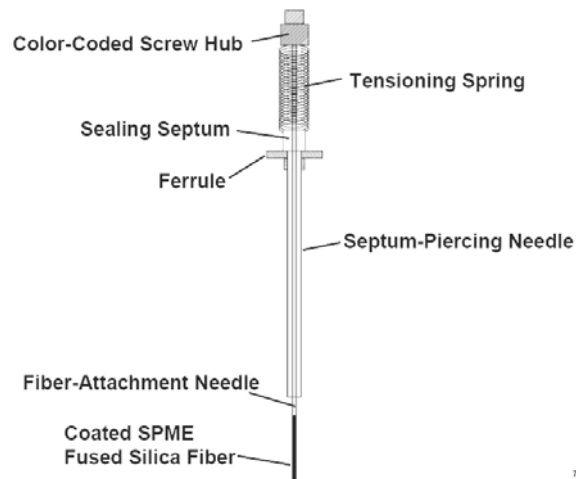 Color-Coded Screw Hub
Tensioning Spring
Sealing Septum
Ferrule
Septum-Piercing Needle
Fiber-Attachment Needle
Coated SPME
Fused Silica Fiber